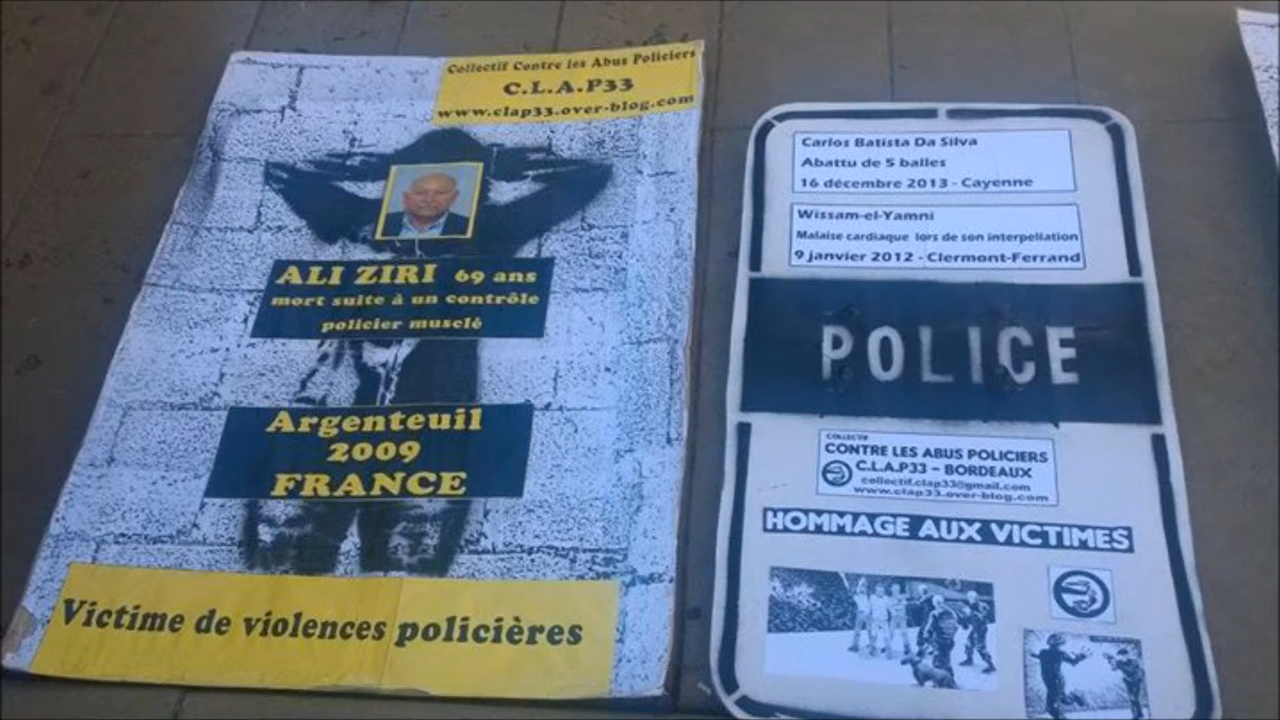 Collectif Contre les Abus Policiers
C.L.A.P33
www.clap33.over-blog.com
ALI ZIRI 69 ans
mort suite à un contrôle
policier musclé
Argenteuil
2009
FRANCE
Victime de violences policières
Carlos Batista Da Silva
Abattu de 5 balles
16 décembre 2013 - Cayenne
Wissam-el-Yamni
Malaise cardiaque lors de son interpellation
9 janvier 2012 - Clermont-Ferrand
POLICE
COLLECTIF
CONTRE LES ABUS POLICIERS
C.L.A.P33 - BORDEAUX
collectif.clap33@gmail.com
www.clap33.over-blog.com
HOMMAGE AUX VICTIMES